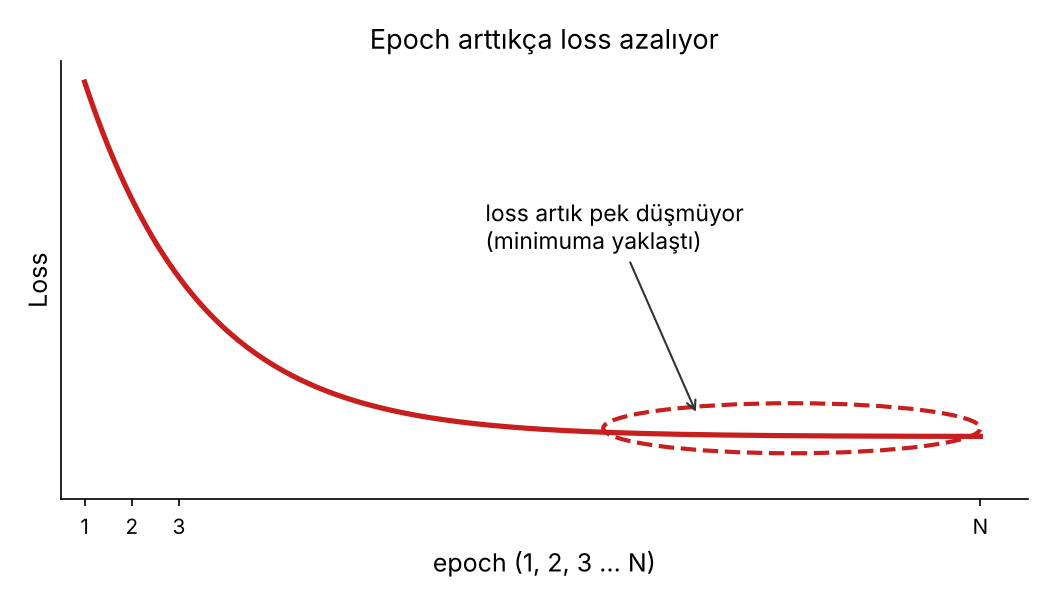 Epoch arttıkça loss azalıyor
loss artık pek düşmüyor
(minimuma yaklaştı)
Loss
1 2 3 N
epoch (1, 2, 3 ... N)